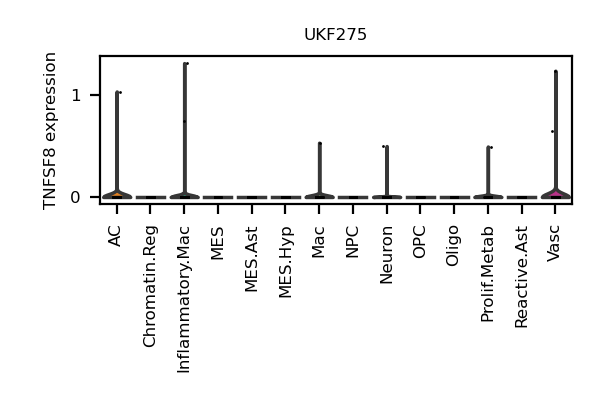 UKF275
TNFSF8 expression
1
0
AC
Chromatin.Reg
Inflammatory.Mac
MES
MES.Ast
MES.Hyp
Mac
NPC
Neuron
OPC
Oligo
Prolif.Metab
Reactive.Ast
Vasc